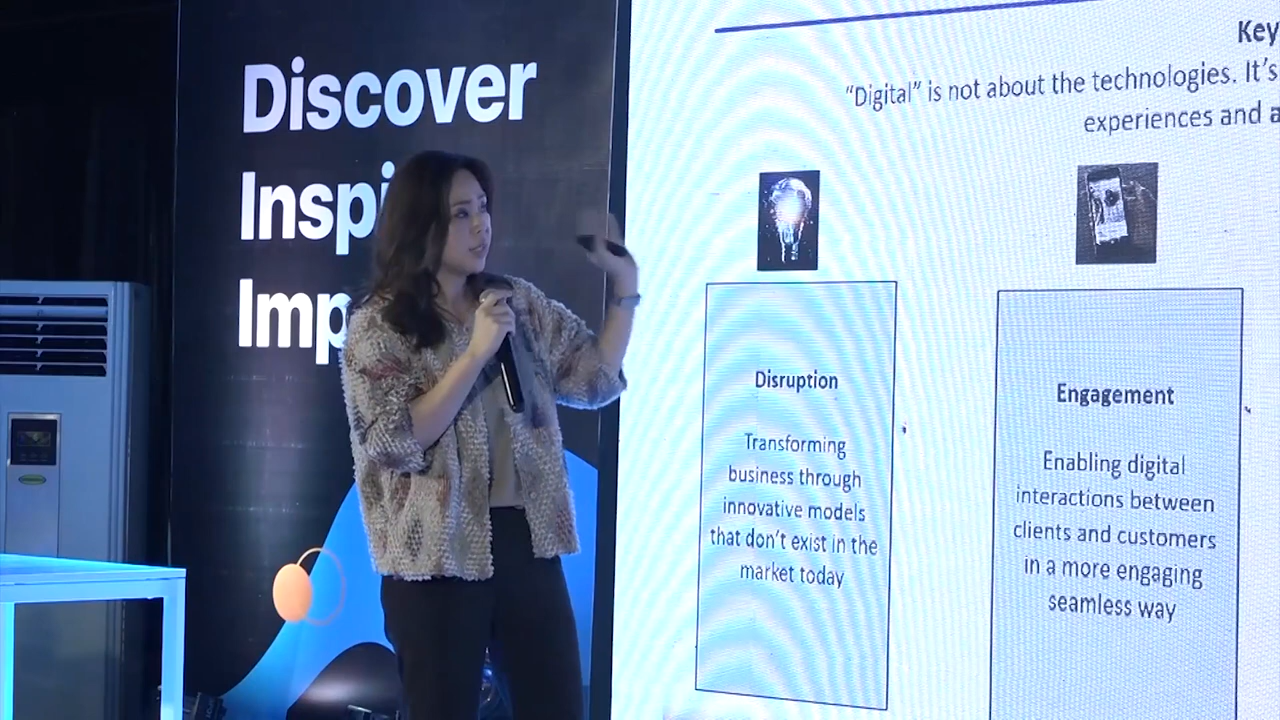 Discover
Inspi
Imp
Key
“Digital” is not about the technologies. It’s
experiences and a
Disruption
Transforming
business through
innovative models
that don’t exist in the
market today
Engagement
Enabling digital
interactions between
clients and customers
in a more engaging
seamless way